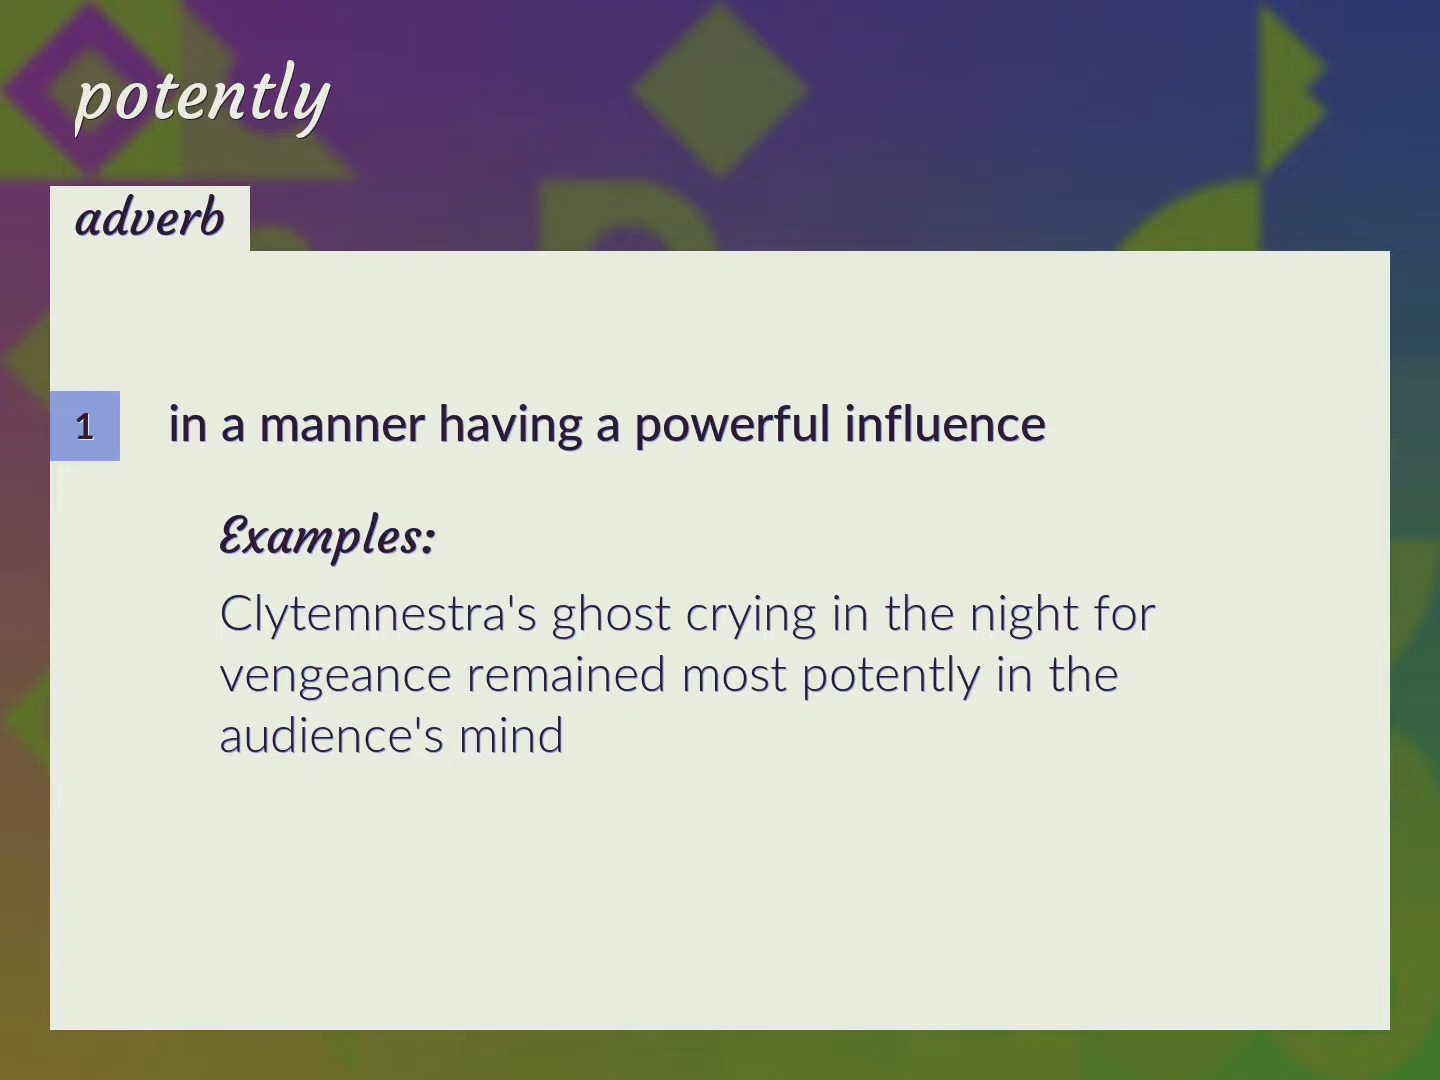 potently
adverb
1
in a manner having a powerful influence
Examples:
Clytemnestra's ghost crying in the night for
vengeance remained most potently in the
audience's mind